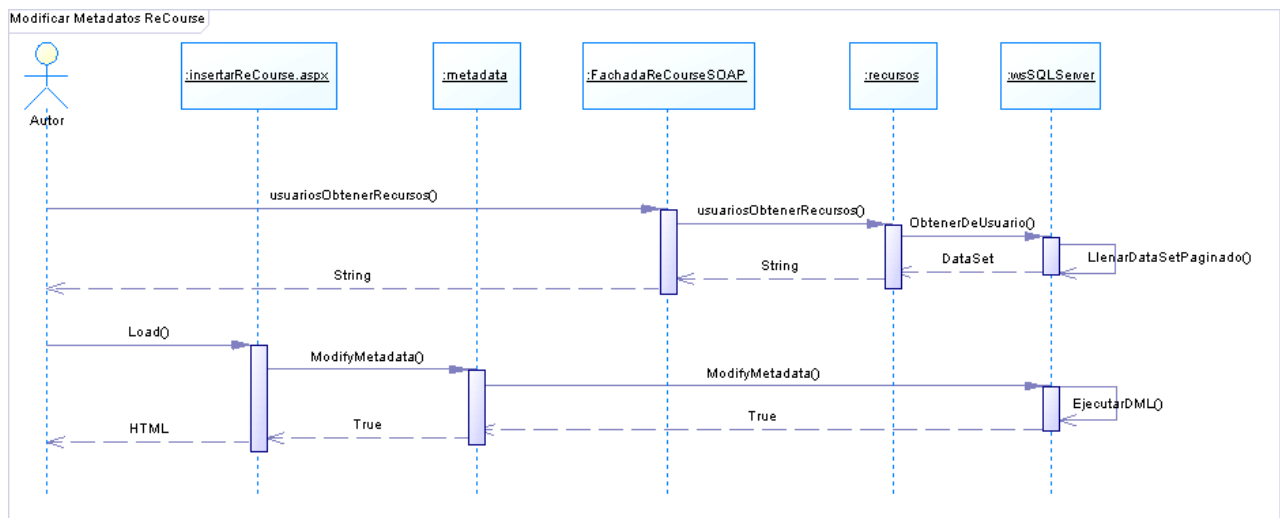 Modificar Metadatos ReCourse
:insertarReCourse.aspx
:metadata
:FachadaReCourseSOAP
:recursos
:wsSQLServer
Autor
usuariosObtenerRecursos()
usuariosObtenerRecursos()
ObtenerDeUsuario()
LlenarDataSetPaginado()
DataSet
String
String
Load()
ModifyMetadata()
ModifyMetadata()
EjecutarDML()
True
True
HTML